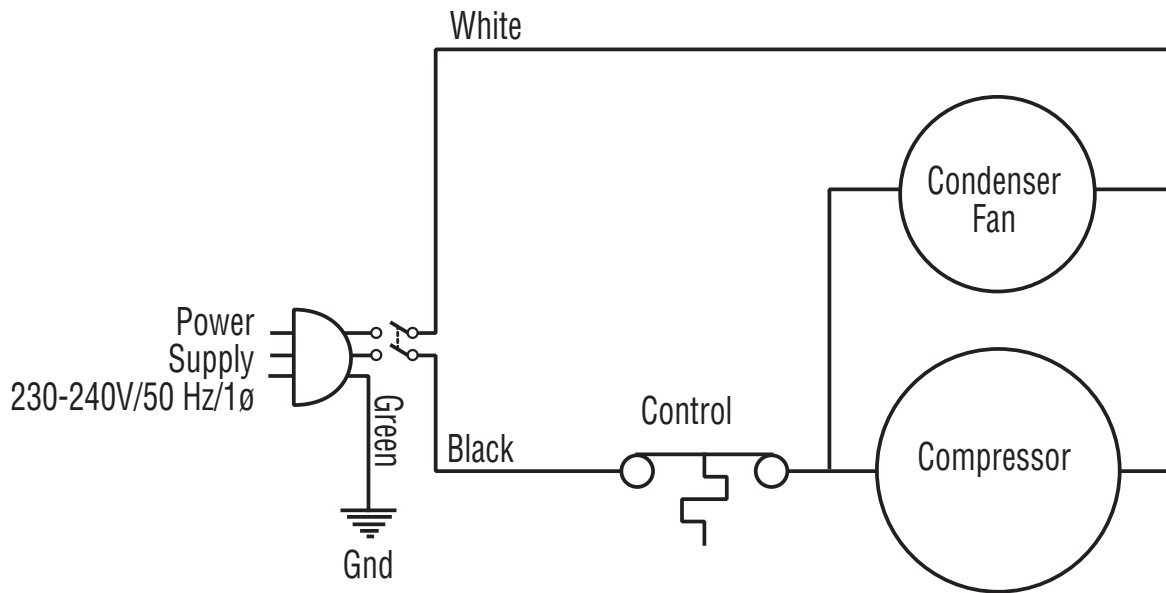 White
Condenser
Fan
Power
Supply
230-240V/50 Hz/1ø
Green
Black
Control
Compressor
Gnd